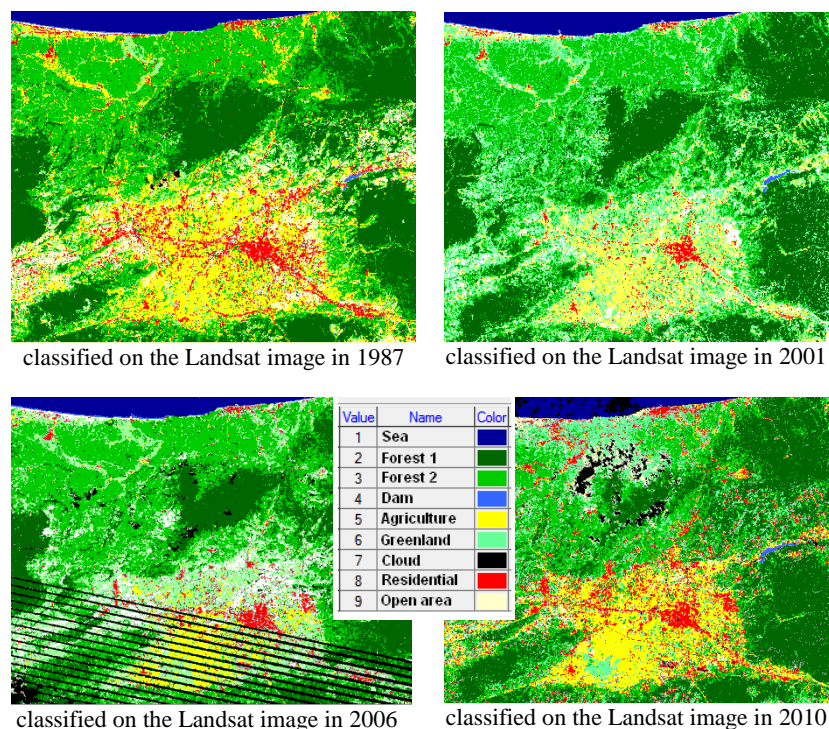 classified on the Landsat image in 1987
classified on the Landsat image in 2001
Value Name Color
1 Sea
2 Forest 1
3 Forest 2
4 Dam
5 Agriculture
6 Greenland
7 Cloud
8 Residential
9 Open area
classified on the Landsat image in 2006
classified on the Landsat image in 2010